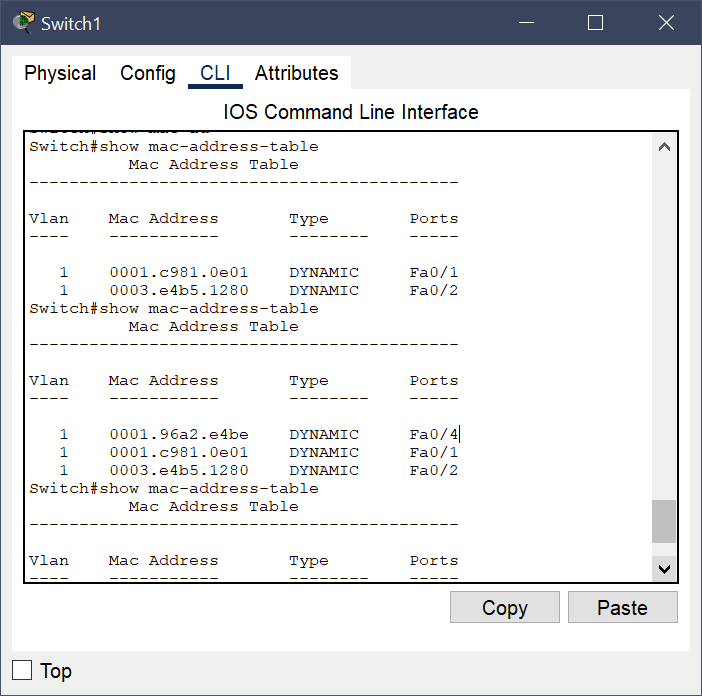 Switch1
Physical Config CLI Attributes
IOS Command Line Interface
Switch#show mac-address-table
Mac Address Table
-------------------------------------------
Vlan    Mac Address       Type        Ports
----    -----------       --------    -----
1    0001.c981.0e01    DYNAMIC     Fa0/1
1    0003.e4b5.1280    DYNAMIC     Fa0/2
Switch#show mac-address-table
Mac Address Table
-------------------------------------------
Vlan    Mac Address       Type        Ports
----    -----------       --------    -----
1    0001.96a2.e4be    DYNAMIC     Fa0/4
1    0001.c981.0e01    DYNAMIC     Fa0/1
1    0003.e4b5.1280    DYNAMIC     Fa0/2
Switch#show mac-address-table
Mac Address Table
-------------------------------------------
Vlan    Mac Address       Type        Ports
----    -----------       --------    -----
Copy Paste
Top